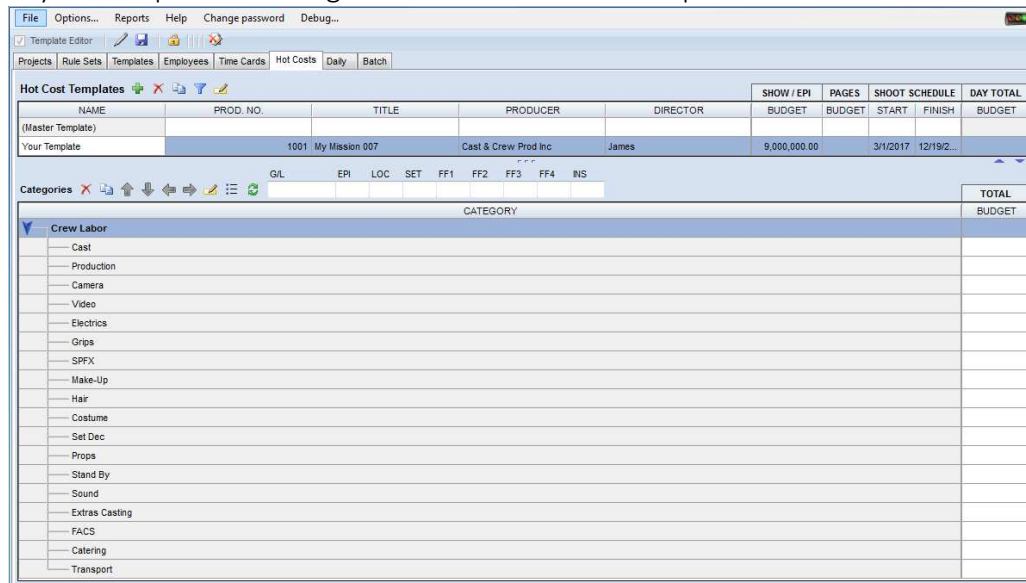 File Options... Reports Help Change password Debug...
Template Editor
Projects Rule Sets Templates Employees Time Cards Hot Costs Daily Batch
Hot Cost Templates SHOW / EPI PAGES SHOOT SCHEDULE DAY TOTAL
NAME PROD. NO. TITLE PRODUCER DIRECTOR BUDGET BUDGET START FINISH BUDGET
(Master Template)
Your Template 1001 My Mission 007 Cast & Crew Prod Inc James 9,000,000.00 3/1/2017 12/19/2...
G/L EPI LOC SET FF1 FF2 FF3 FF4 INS
Categories TOTAL
CATEGORY BUDGET
Crew Labor
Cast
Production
Camera
Video
Electrics
Grips
SPFX
Make-Up
Hair
Costume
Set Dec
Props
Stand By
Sound
Extras Casting
FACS
Catering
Transport